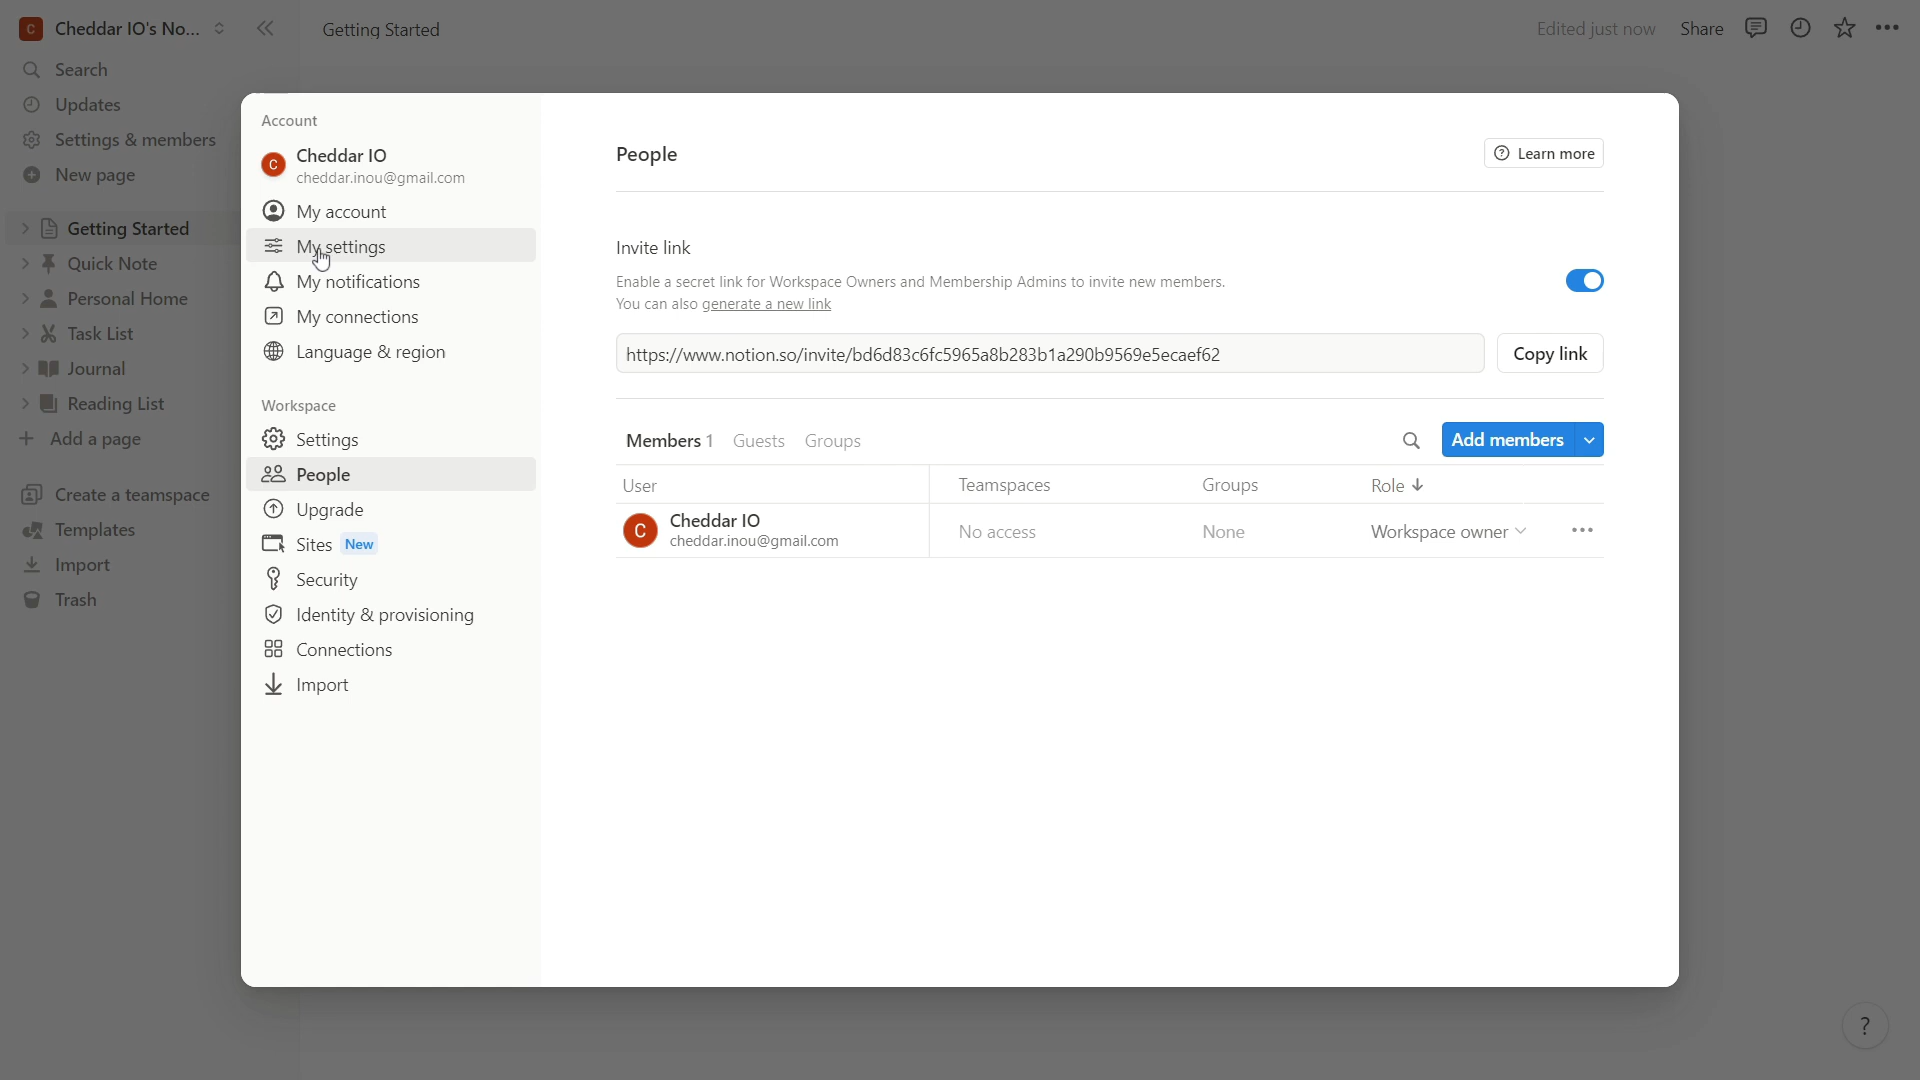 C Cheddar IO's No...
Getting Started
Edited just now Share
Search
Updates
Settings & members
New page
Getting Started
Quick Note
Personal Home
Task List
Journal
Reading List
Add a page
Create a teamspace
Templates
Import
Trash
Account
C Cheddar IO
cheddar.inou@gmail.com
My account
My settings
My notifications
My connections
Language & region
Workspace
Settings
People
Upgrade
Sites New
Security
Identity & provisioning
Connections
Import
People
Learn more
Invite link
Enable a secret link for Workspace Owners and Membership Admins to invite new members.
You can also generate a new link
https://www.notion.so/invite/bd6d83c6fc5965a8b283b1a290b9569e5ecaef62
Copy link
Members 1 Guests Groups
Add members
User Teamspaces Groups Role
C Cheddar IO
cheddar.inou@gmail.com
No access None Workspace owner
?